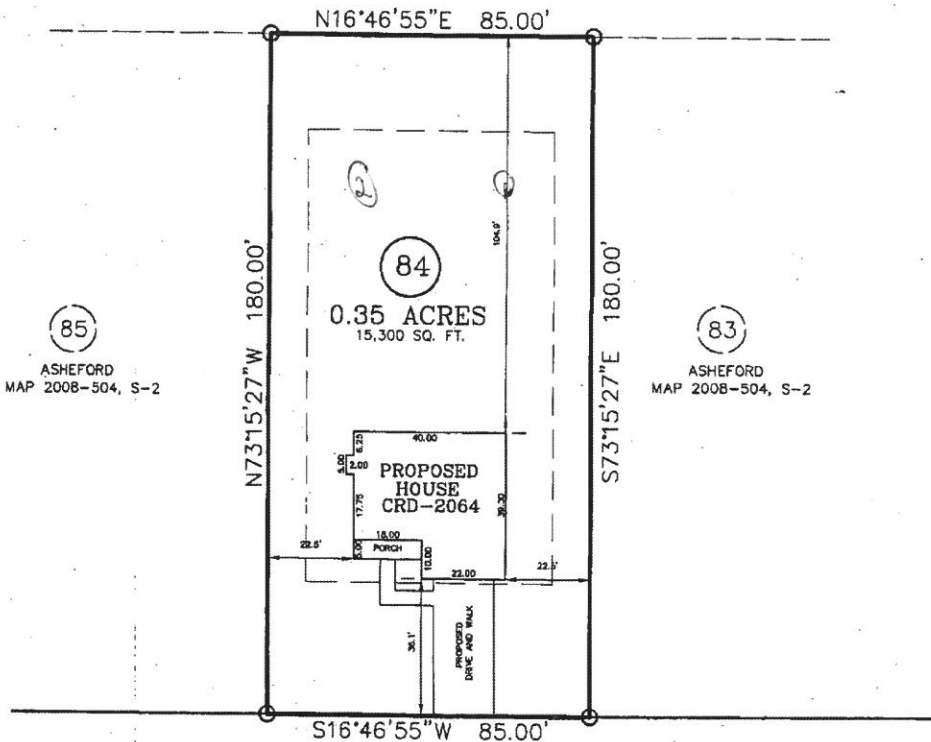 N16°46'55"E 85.00'
2
2
104.9'
84
0.35 ACRES
15,300 SQ. FT.
N73°15'27"W 180.00'
S73°15'27"E 180.00'
85
ASHEFORD
MAP 2008-504, S-2
83
ASHEFORD
MAP 2008-504, S-2
6.25
40.00
5.00
2.00
PROPOSED
HOUSE
CRD-2064
17.75
39.00
18.00
PORCH
5.00
10.00
22.5'
22.00
22.5'
36.1'
PROPOSED
DRIVE AND WALK
S16°46'55"W 85.00'